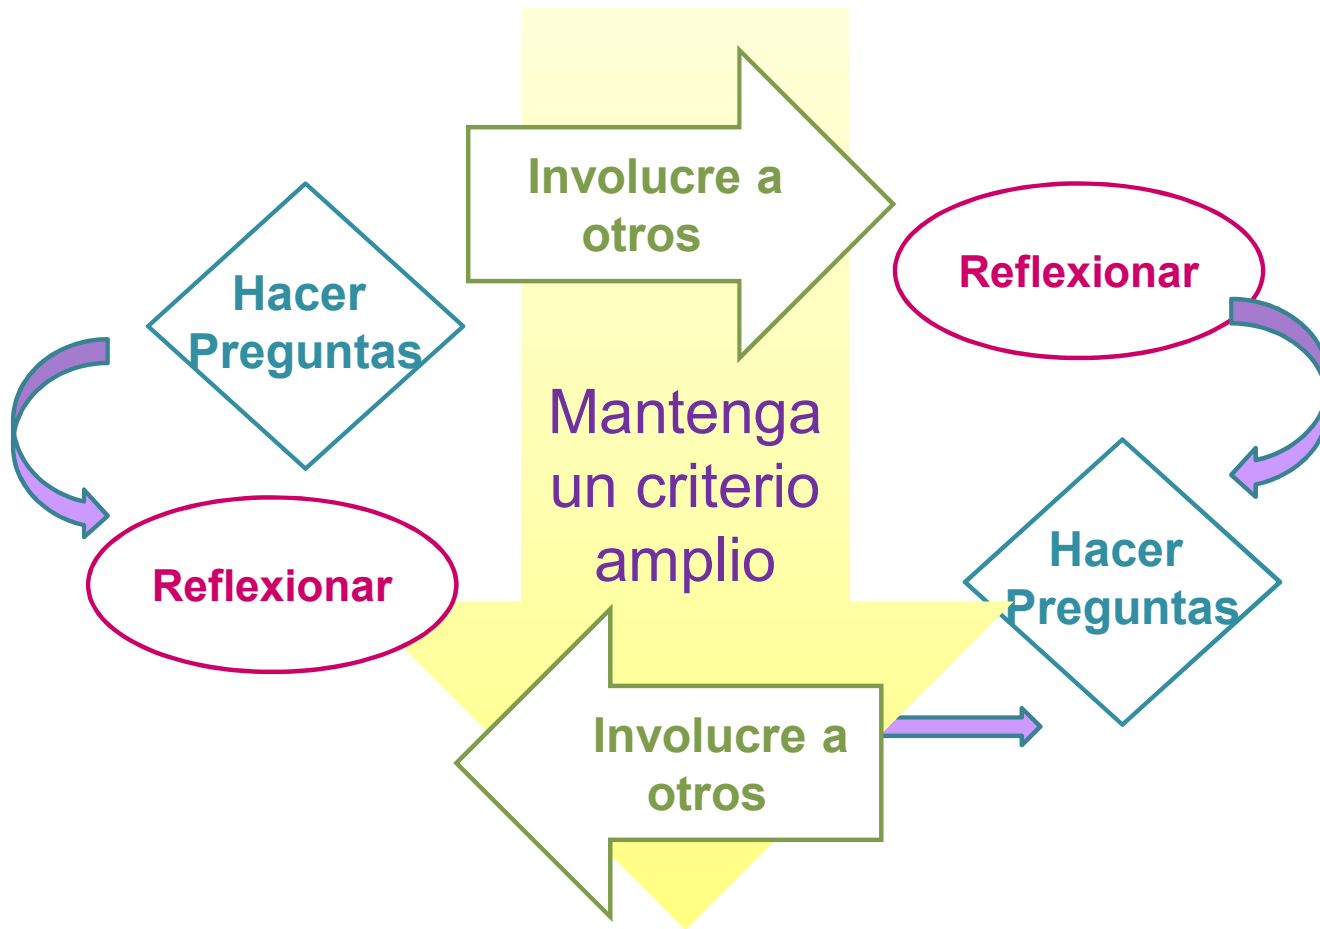 Involucre a
otros
Reflexionar
Hacer
Preguntas
Mantenga
un criterio
amplio
Reflexionar
Hacer
Preguntas
Involucre a
otros